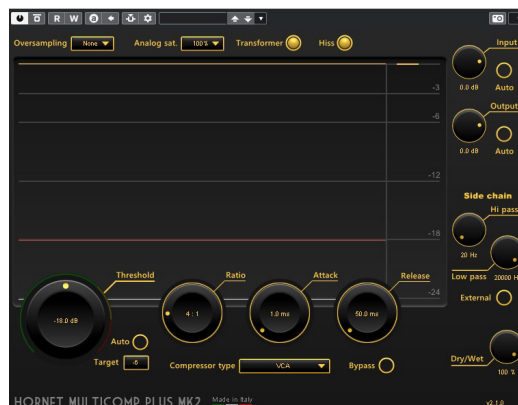 R W
Oversampling None Analog sat. 100% Transformer Hiss Input
0.0 dB Auto
Output
0.0 dB Auto
-3
-6
-12
-18
-24
Side chain
Hi pass
20 Hz
Low pass 20000 H
External
Threshold Ratio Attack Release
-18.0 dB 4 : 1 1.0 ms 50.0 ms
Auto
Target -6 Compressor type VCA Bypass
Dry/Wet
100 %
HORNET MULTICOMP PLUS MK2 Made in Italy v2.1.0